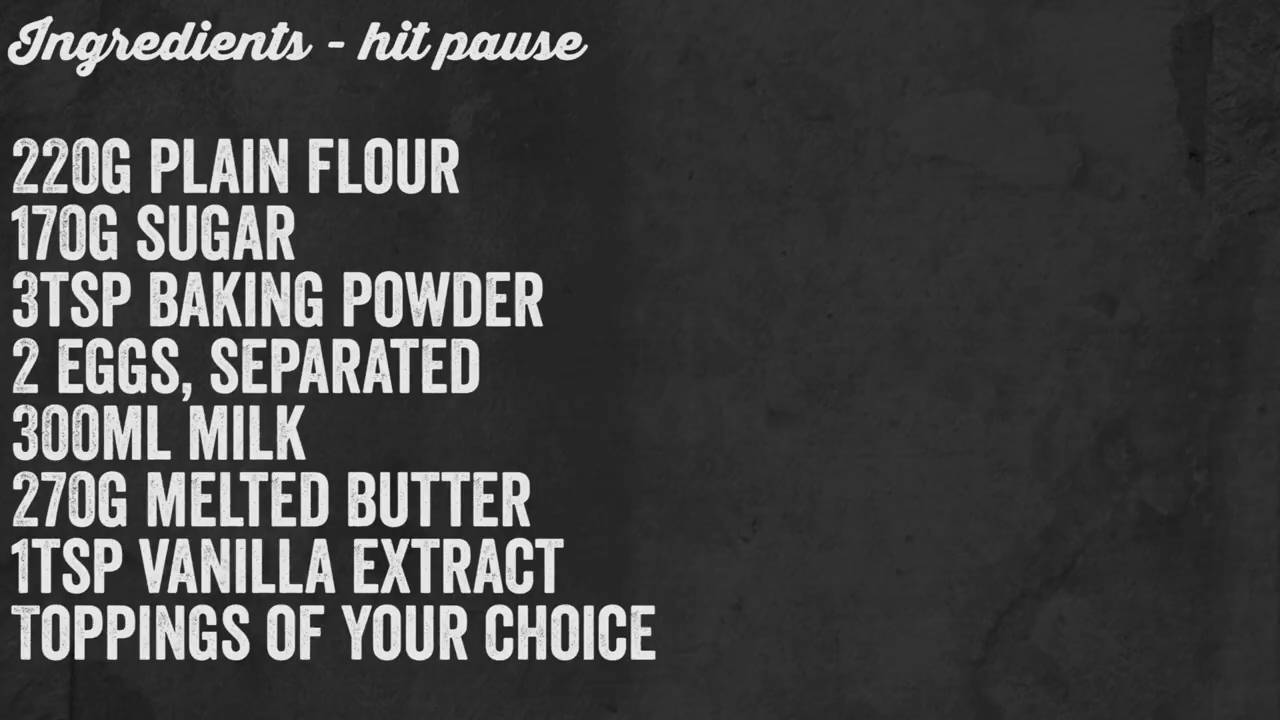 Ingredients - hit pause
220G PLAIN FLOUR
170G SUGAR
3TSP BAKING POWDER
2 EGGS, SEPARATED
300ML MILK
270G MELTED BUTTER
1TSP VANILLA EXTRACT
TOPPINGS OF YOUR CHOICE